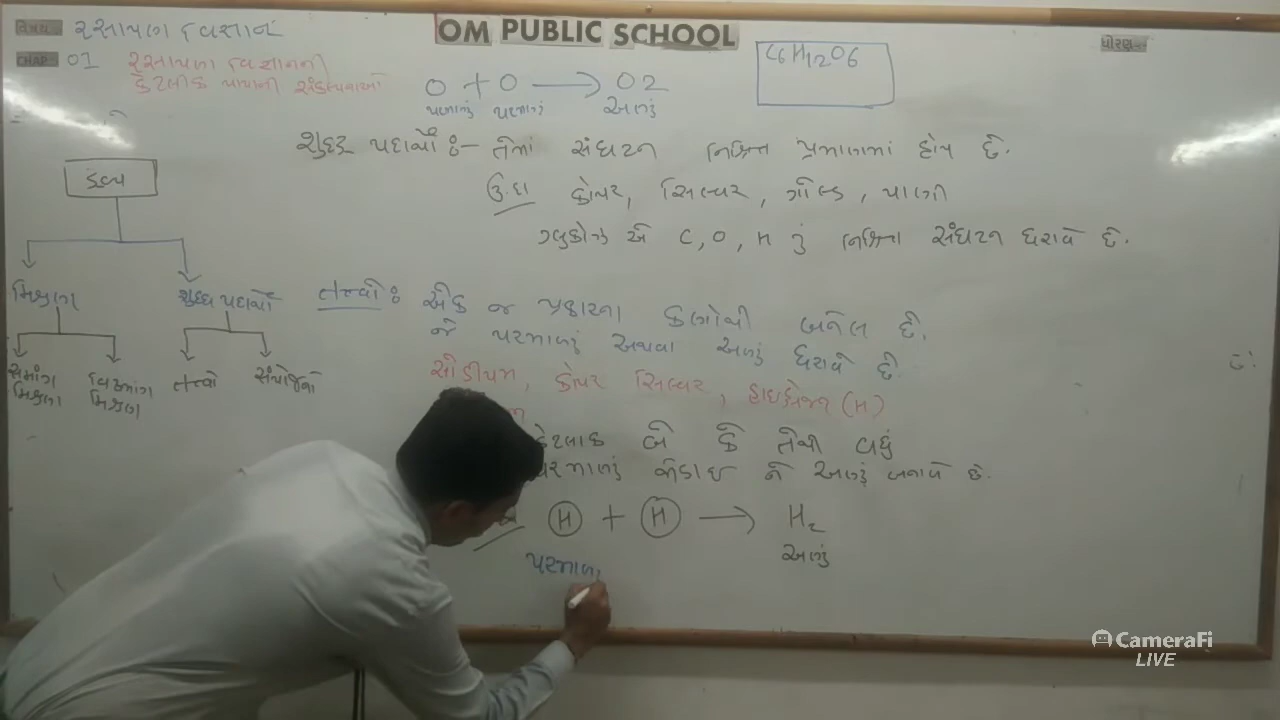 OM PUBLIC SCHOOL
વિષય:- રસાયણ વિજ્ઞાન
ધોરણ:-
CHAP: 01 રસાયણ વિજ્ઞાનની
કેટલીક પાયાની સંકલ્પનાઓ
C6H12O6
O + O → O2
પરમાણું પરમાણું અણું
શુદ્ધ પદાર્થો :- તેમાં સંઘટન નિશ્ચિત પ્રમાણમાં હોય છે.
ઉ.દા કોપર, સિલ્વર, ગોલ્ડ, પાણી
ગ્લુકોઝ એ C, O, H નું નિશ્ચિત સંઘટન ધરાવે છે.
દ્રવ્ય
મિશ્રણ શુદ્ધ પદાર્થો
સમાંગ મિશ્રણ
વિષમાંગ મિશ્રણ
તત્વો સંયોજનો
તત્વો : એક જ પ્રકારના કણોથી બનેલ છે.
જે પરમાણું અથવા અણું ધરાવે છે.
સોડીયમ, કોપર સિલ્વર, હાઇડ્રોજન (H)
કેટલાક બે કે તેથી વધું
પરમાણું જોડાઇ ને અણું બનાવે છે.
H + H → H2
અણું
પરમાણ
CameraFi
LIVE